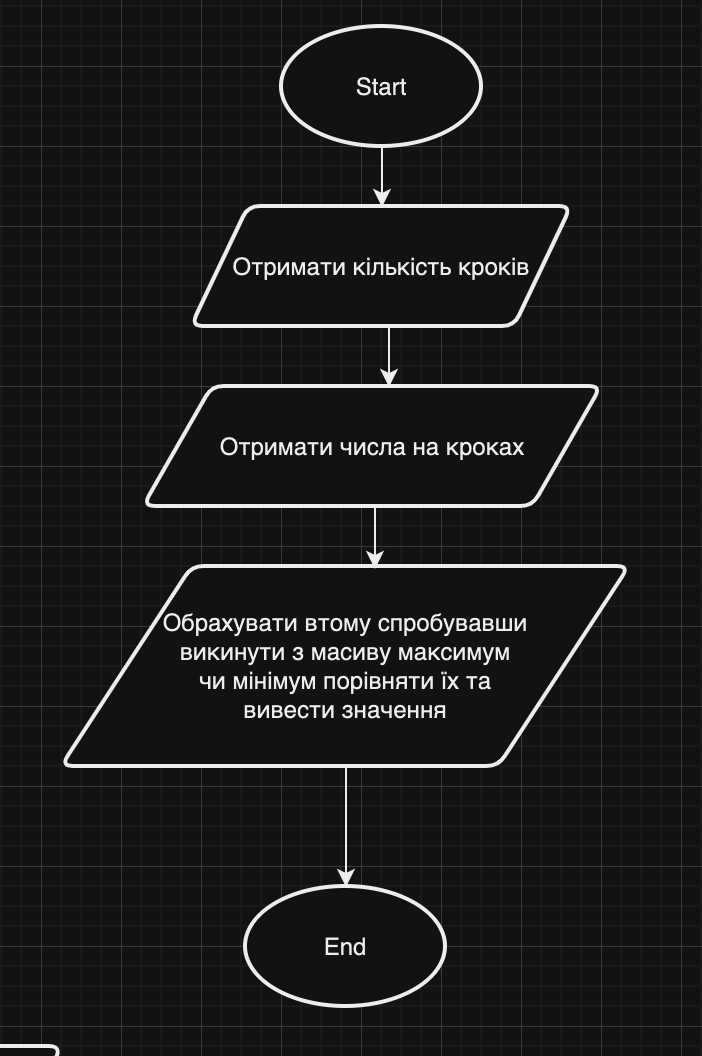 Start
Отримати кількість кроків
Отримати числа на кроках
Обрахувати втому спробувавши
викинути з масиву максимум
чи мінімум порівняти їх та
вивести значення
End